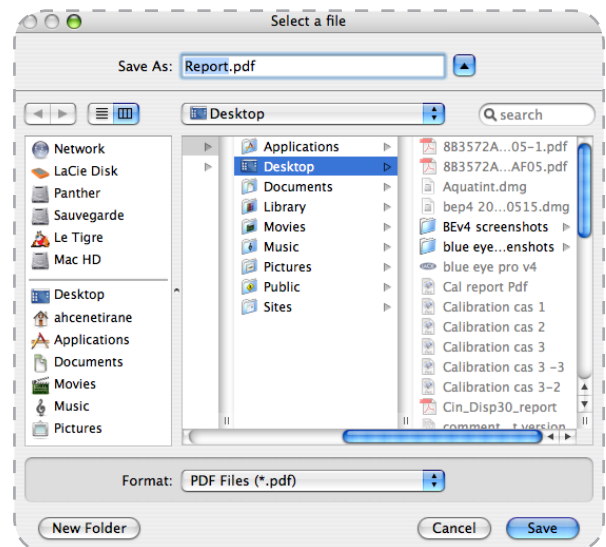 Select a file
Save As: Report.pdf
Desktop
search
Network
LaCie Disk
Panther
Sauvegarde
Le Tigre
Mac HD
Desktop
ahcenetirane
Applications
Documents
Movies
Music
Pictures
Applications
Desktop
Documents
Library
Movies
Music
Pictures
Public
Sites
8B3572A...05-1.pdf
8B3572A...AF05.pdf
Aquatint.dmg
bep4 20...0515.dmg
BEv4 screenshots
blue eye...enshots
blue eye pro v4
Cal report Pdf
Calibration cas 1
Calibration cas 2
Calibration cas 3
Calibration cas 3 -3
Calibration cas 3-2
Cin_Disp30_report
comment...t version
Format: PDF Files (*.pdf)
New Folder
Cancel
Save